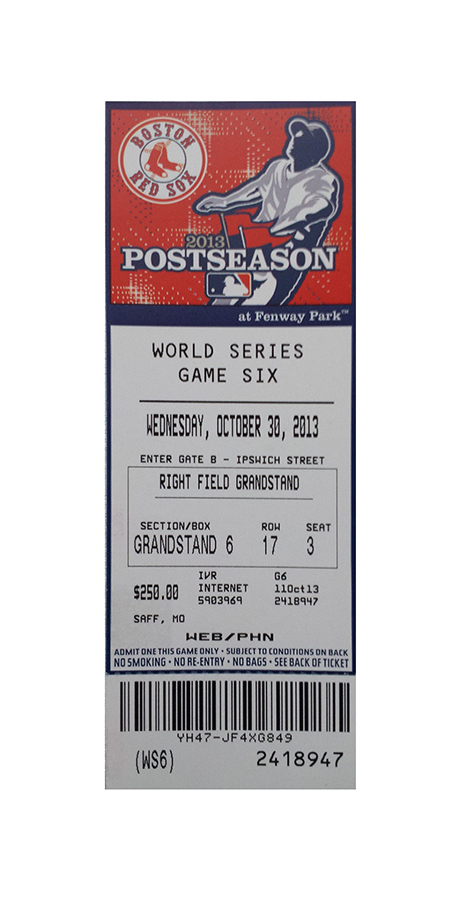 BOSTON
RED SOX
2013
POSTSEASON
at Fenway Park™
WORLD SERIES
GAME SIX
WEDNESDAY, OCTOBER 30, 2013
ENTER GATE B - IPSWICH STREET
RIGHT FIELD GRANDSTAND
SECTION/BOX ROW SEAT
GRANDSTAND 6 17 3
IVR G6
$250.00 INTERNET 11Oct13
5903969 2418947
SAFF, MO
WEB/PHN
ADMIT ONE THIS GAME ONLY • SUBJECT TO CONDITIONS ON BACK
NO SMOKING • NO RE-ENTRY • NO BAGS • SEE BACK OF TICKET
YH47-JF4XG849
(WS6) 2418947